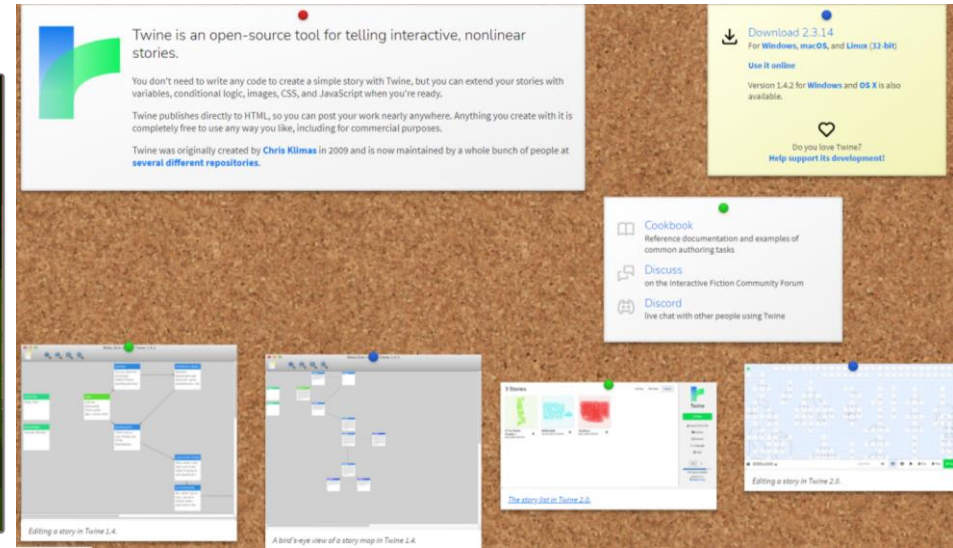 Twine is an open-source tool for telling interactive, nonlinear
stories.
You don't need to write any code to create a simple story with Twine, but you can extend your stories with
variables, conditional logic, images, CSS, and JavaScript when you're ready.
Twine publishes directly to HTML, so you can post your work nearly anywhere. Anything you create with it is
completely free to use any way you like, including for commercial purposes.
Twine was originally created by Chris Klimas in 2009 and is now maintained by a whole bunch of people at
several different repositories.
Download 2.3.14
For Windows, macOS, and Linux (32-bit)
Use it online
Version 1.4.2 for Windows and OS X is also
available.
Do you love Twine?
Help support its development!
Cookbook
Reference documentation and examples of
common authoring tasks
Discuss
on the Interactive Fiction Community Forum
Discord
live chat with other people using Twine
Editing a story in Twine 1.4.
A bird's-eye view of a story map in Twine 1.4.
3 Stories
Twine
The story list in Twine 2.0.
Editing a story in Twine 2.0.